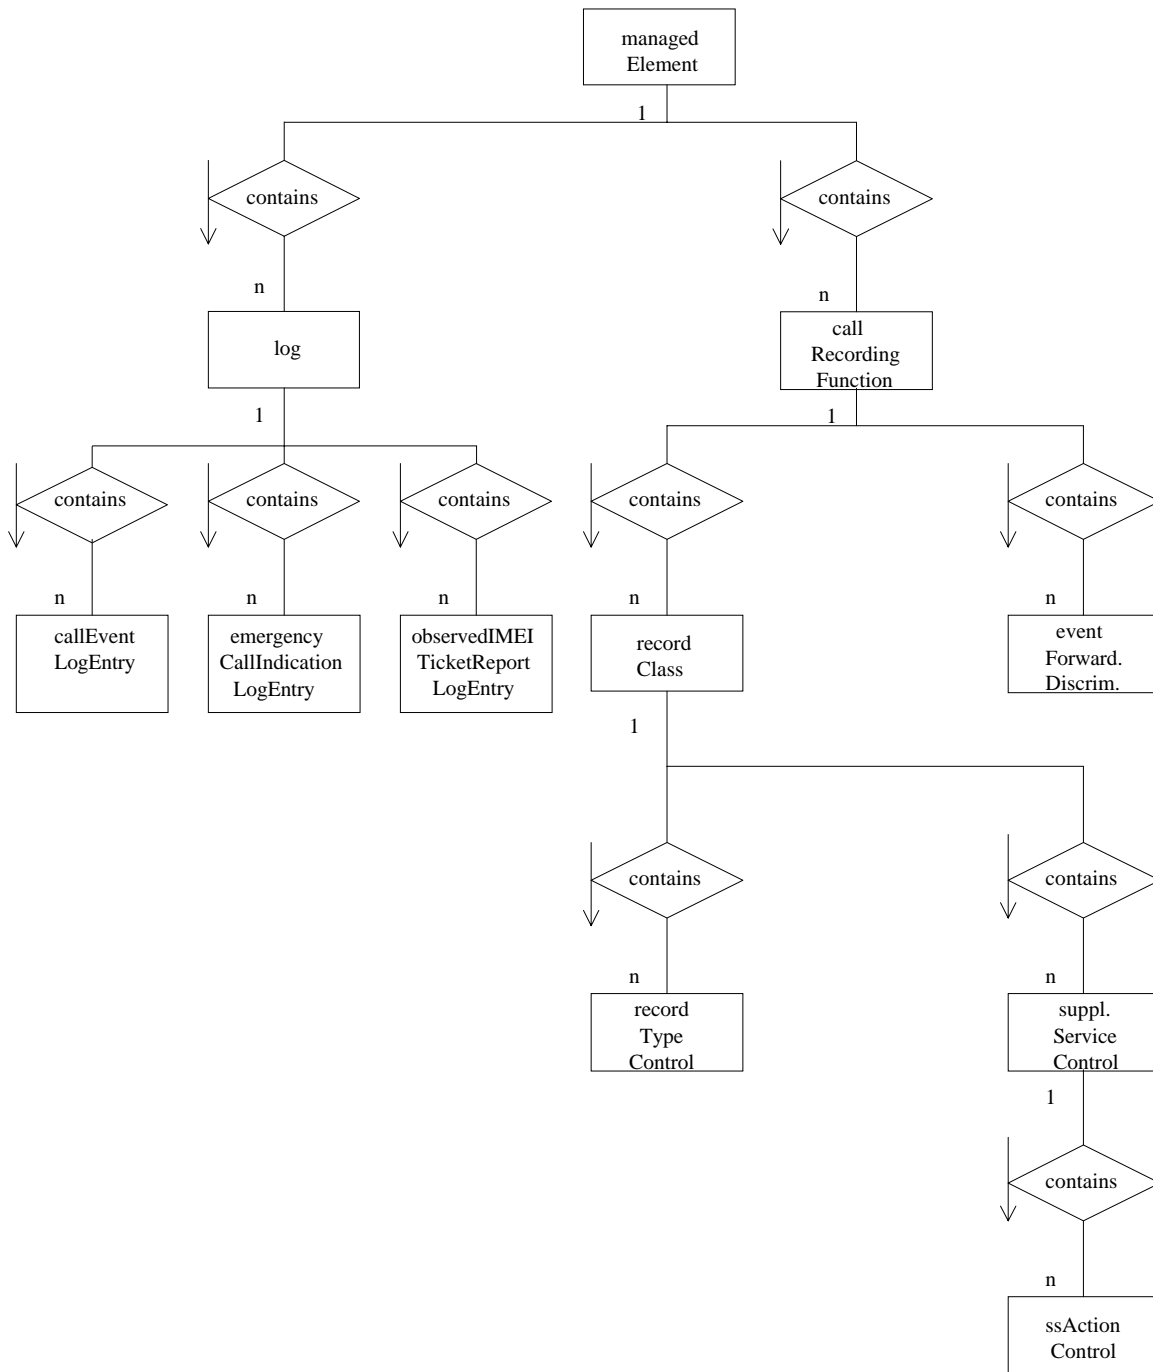 managed
Element
1
contains
contains
n
n
log
call
Recording
Function
1
1
contains
contains
contains
contains
contains
n
n
n
n
n
callEvent
LogEntry
emergency
CallIndication
LogEntry
observedIMEI
TicketReport
LogEntry
record
Class
event
Forward.
Discrim.
1
contains
contains
n
n
record
Type
Control
suppl.
Service
Control
1
contains
n
ssAction
Control